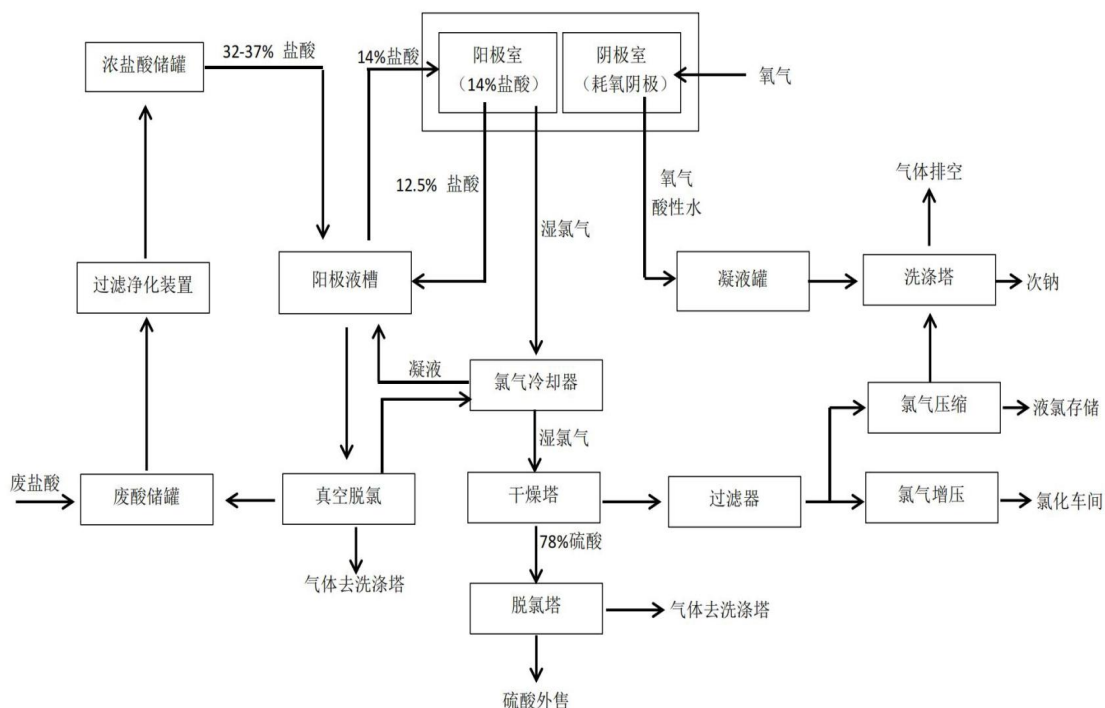 浓盐酸储罐
32-37% 盐酸
14%盐酸
阳极室
（14%盐酸）
阴极室
（耗氧阴极）
氧气
12.5% 盐酸
湿氯气
氧气
酸性水
气体排空
过滤净化装置
阳极液槽
凝液罐
洗涤塔
次钠
凝液
氯气冷却器
氯气压缩
液氯存储
湿氯气
废盐酸
废酸储罐
真空脱氯
干燥塔
过滤器
氯气增压
氯化车间
78%硫酸
气体去洗涤塔
脱氯塔
气体去洗涤塔
硫酸外售